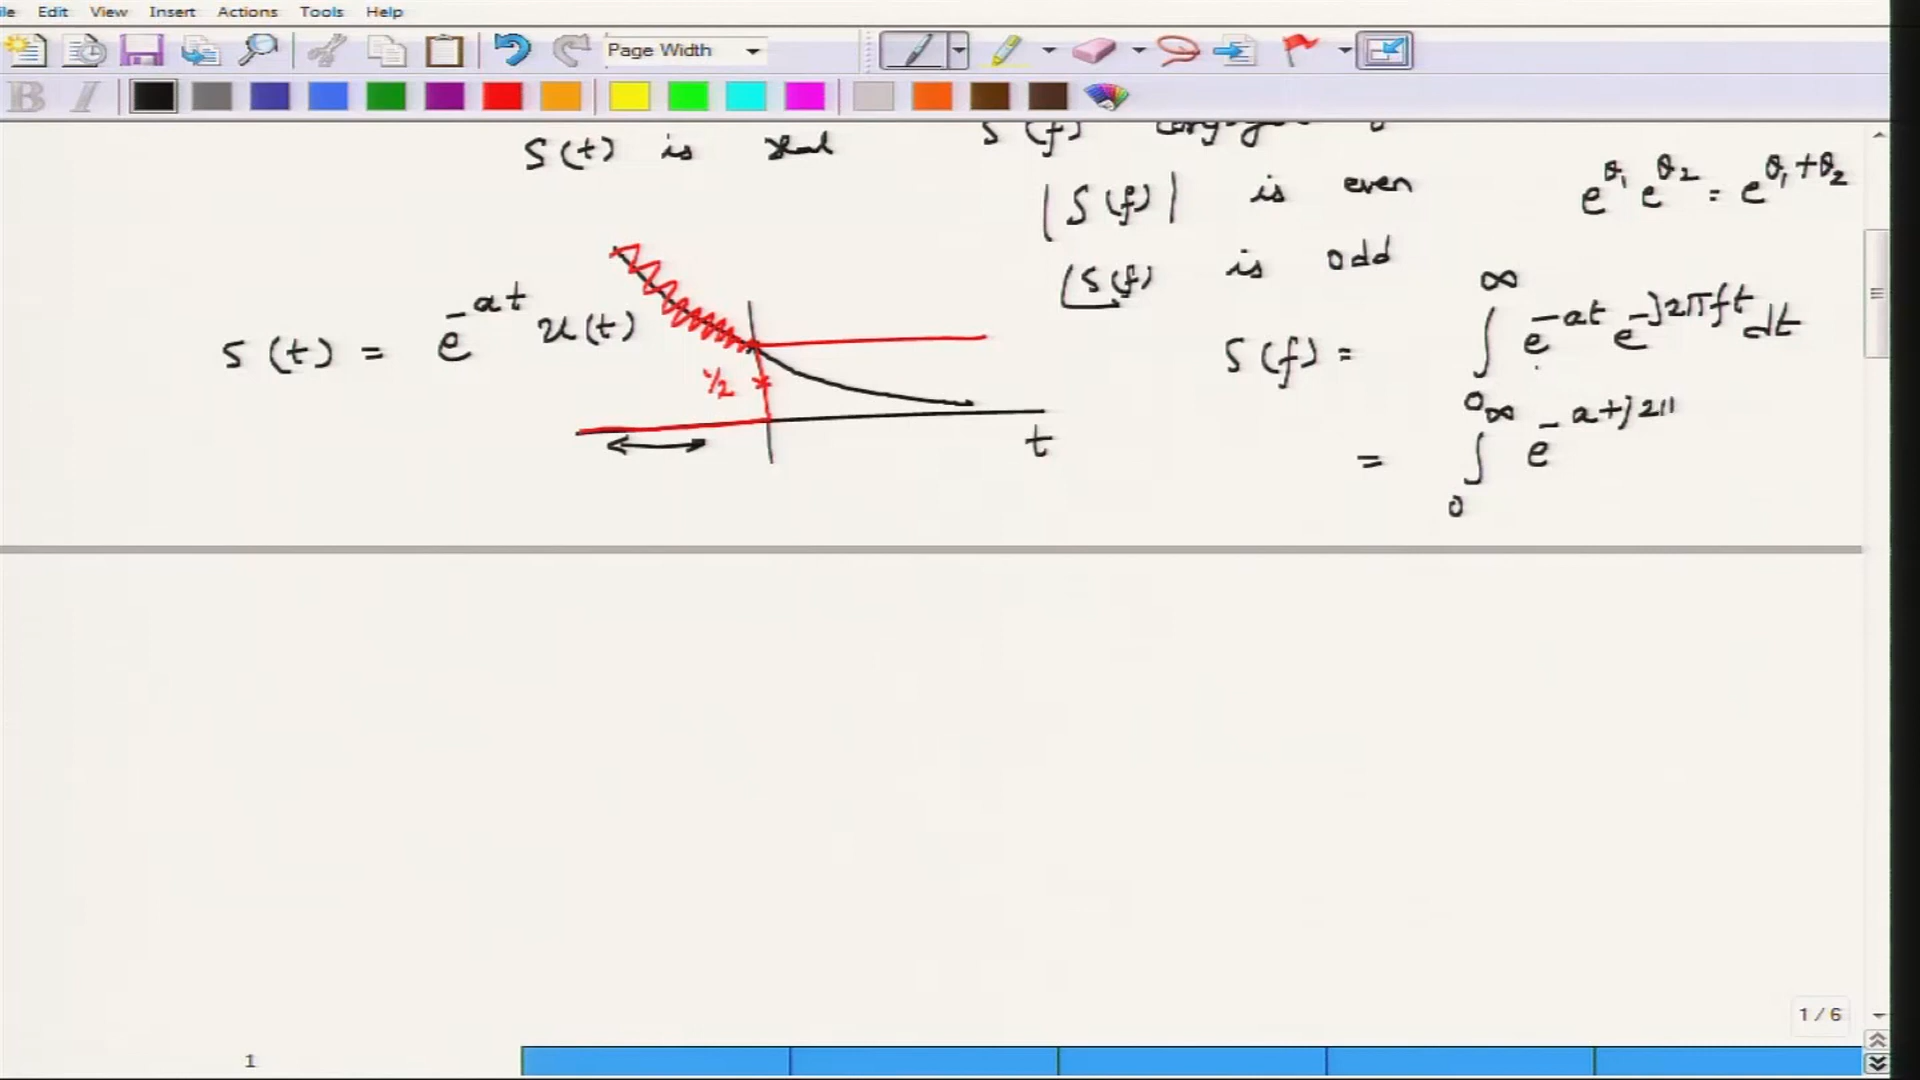 File Edit View Insert Actions Tools Help
Page Width
B I
S(t) is real
|S(f)| is even
e^θ₁ e^θ₂ = e^θ₁+θ₂
∠S(f) is odd
S(t) = e^-at u(t)
1/2
t
S(f) = ∫₀^∞ e^-at e^-j2πft dt
= ∫₀^∞ e^-a+j2π
1 / 6
1